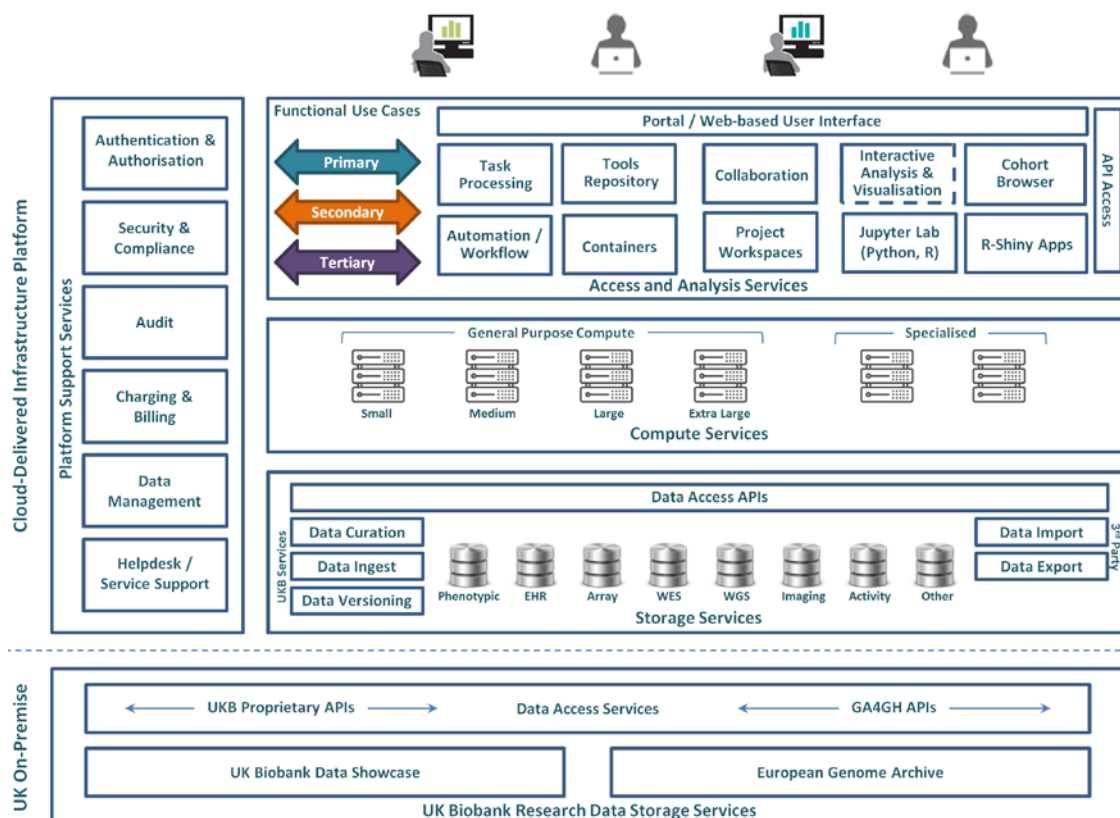 Cloud-Delivered Infrastructure Platform
Platform Support Services
Authentication &
Authorisation
Security &
Compliance
Audit
Charging &
Billing
Data
Management
Helpdesk /
Service Support
Functional Use Cases
Primary
Secondary
Tertiary
Portal / Web-based User Interface
Task
Processing
Tools
Repository
Collaboration
Interactive
Analysis &
Visualisation
Cohort
Browser
Automation /
Workflow
Containers
Project
Workspaces
Jupyter Lab
(Python, R)
R-Shiny Apps
API Access
Access and Analysis Services
General Purpose Compute
Specialised
Small
Medium
Large
Extra Large
Compute Services
Data Access APIs
UKB Services
Data Curation
Data Ingest
Data Versioning
Phenotypic
EHR
Array
WES
WGS
Imaging
Activity
Other
Data Import
Data Export
3rd Party
Storage Services
UK On-Premise
UKB Proprietary APIs
Data Access Services
GA4GH APIs
UK Biobank Data Showcase
European Genome Archive
UK Biobank Research Data Storage Services